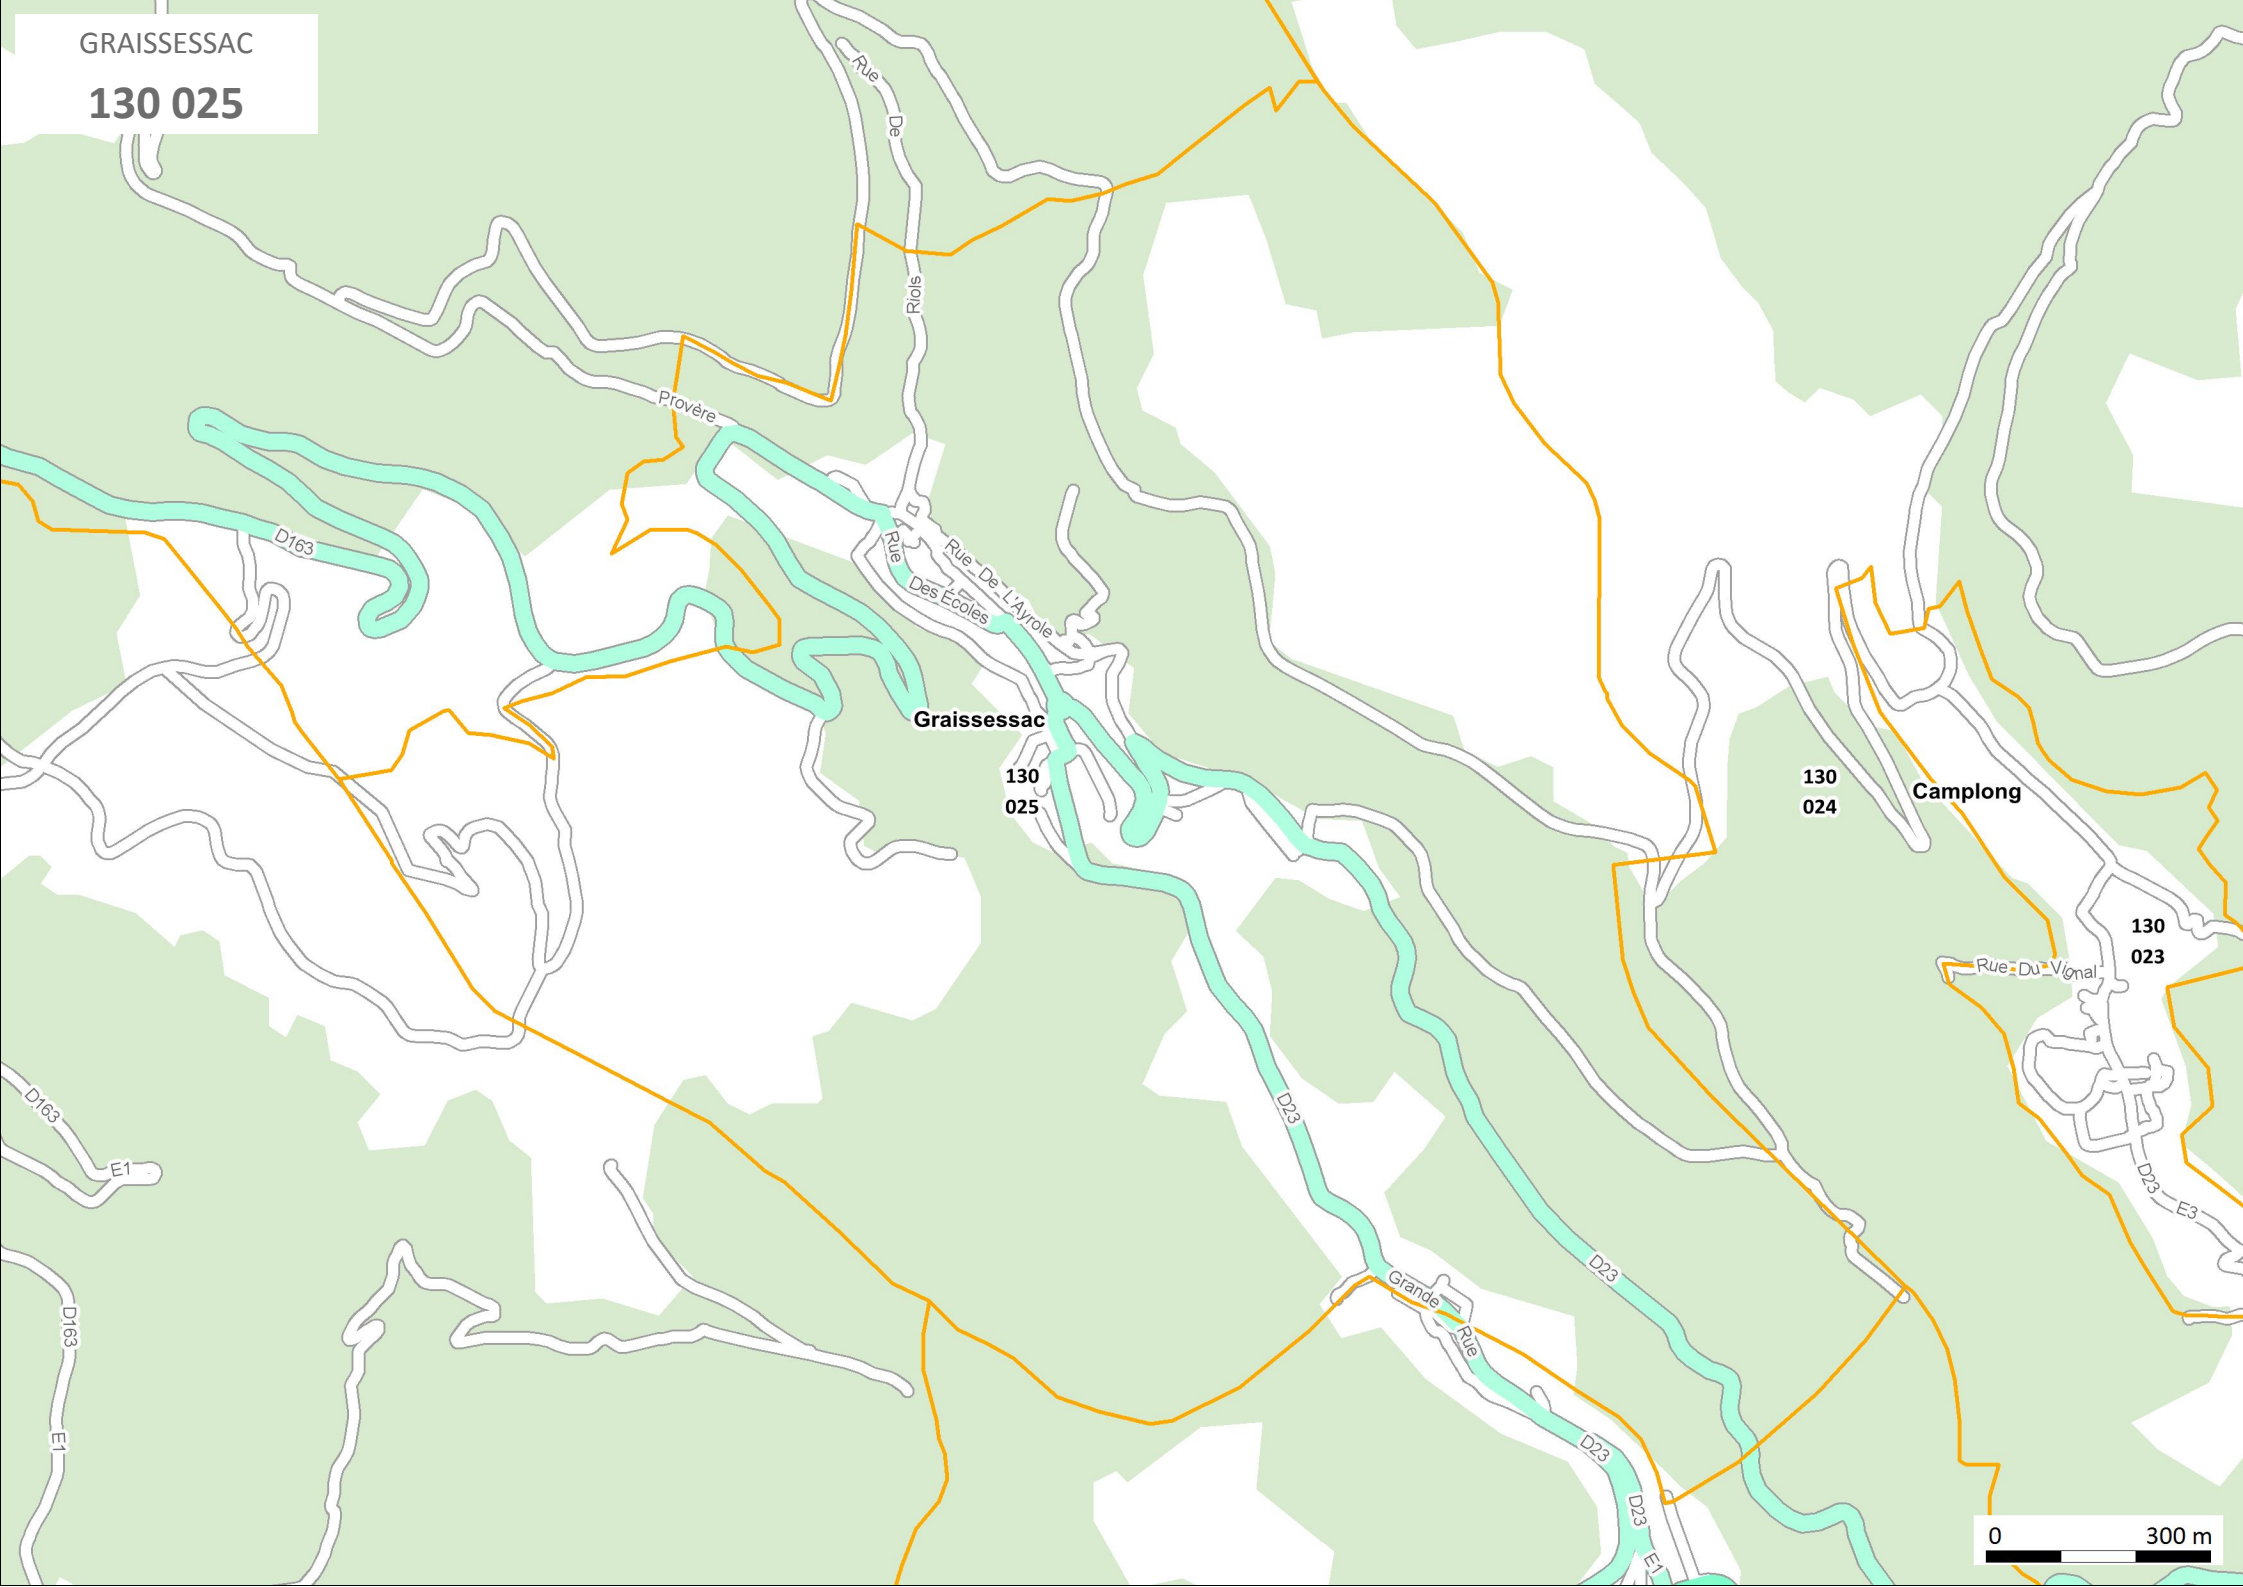 GRAISSESSAC
130 025
Rue
De
Riols
Provère
D163
Rue
Des Écoles
Rue De L'Ayrole
Graissessac
130
025
130
024
Camplong
130
023
Rue Du Vignal
D163
E1
D23
D23
E3
D23
Grande
Rue
D163
E1
D23
D23
E1
0 300 m